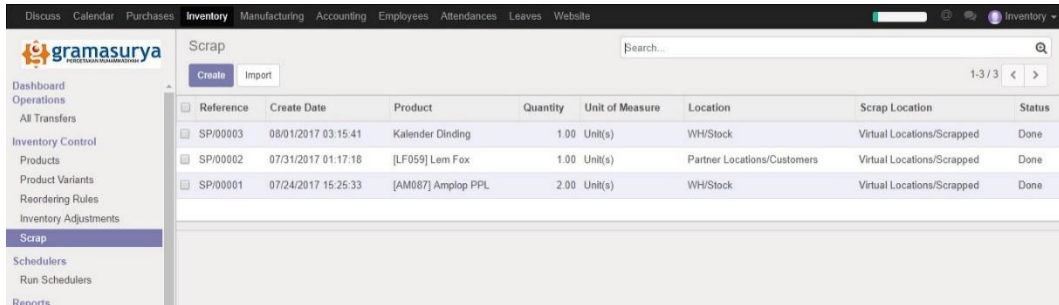 Discuss Calendar Purchases Inventory Manufacturing Accounting Employees Attendances Leaves Website @ Inventory
gramasurya
PERCETAKAN MUHAMMADIYAH
Scrap
Search...
Create Import
1-3 / 3
Dashboard
Operations
All Transfers
Inventory Control
Products
Product Variants
Reordering Rules
Inventory Adjustments
Scrap
Schedulers
Run Schedulers
Reports
Reference Create Date Product Quantity Unit of Measure Location Scrap Location Status
SP/00003 08/01/2017 03:15:41 Kalender Dinding 1.00 Unit(s) WH/Stock Virtual Locations/Scrapped Done
SP/00002 07/31/2017 01:17:18 [LF059] Lem Fox 1.00 Unit(s) Partner Locations/Customers Virtual Locations/Scrapped Done
SP/00001 07/24/2017 15:25:33 [AM087] Amplop PPL 2.00 Unit(s) WH/Stock Virtual Locations/Scrapped Done